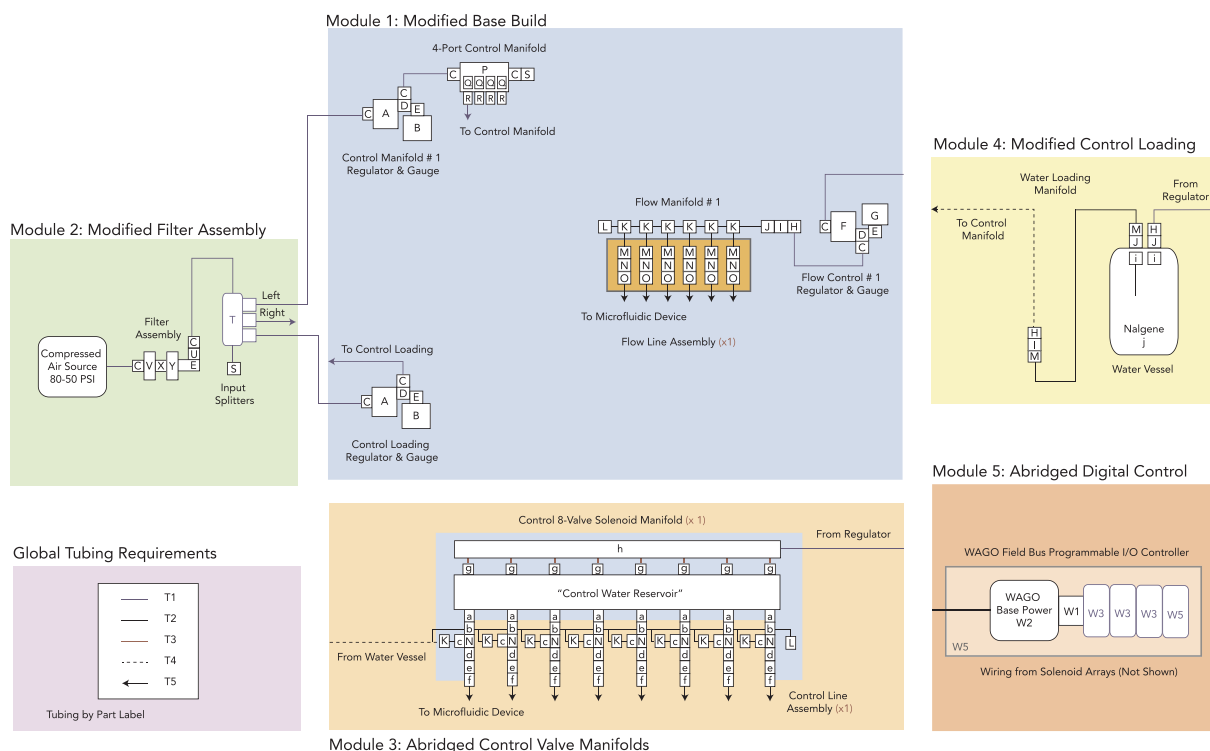 Module 1: Modified Base Build
4-Port Control Manifold
C P C S
Q Q Q Q
R R R R
C
D E
C A
B
To Control Manifold
Control Manifold # 1
Regulator & Gauge
Flow Manifold # 1
L K K K K K K J I H
M M M M M M
N N N N N N
O O O O O O
C F G
D E
C
Flow Control # 1
Regulator & Gauge
To Microfluidic Device
Flow Line Assembly (x1)
To Control Loading
C
D E
C A
B
Control Loading
Regulator & Gauge
Module 2: Modified Filter Assembly
Left
Right
T
Filter
Assembly
C
U
C V X Y E
Compressed
Air Source
80-50 PSI
S
Input
Splitters
Module 4: Modified Control Loading
Water Loading
Manifold
From
Regulator
To Control
Manifold
M H
J J
i i
H
I
M
Nalgene
j
Water Vessel
Global Tubing Requirements
T1
T2
T3
T4
T5
Tubing by Part Label
Control 8-Valve Solenoid Manifold (x 1)
From Regulator
h
g g g g g g g g
“Control Water Reservoir”
a a a a a a a a
b b b b b b b b
K c N K c N K c N K c N K c N K c N K c N K c N L
d d d d d d d d
e e e e e e e e
f f f f f f f f
From Water Vessel
To Microfluidic Device
Control Line
Assembly (x1)
Module 3: Abridged Control Valve Manifolds
Module 5: Abridged Digital Control
WAGO Field Bus Programmable I/O Controller
WAGO
Base Power
W2
W1 W3 W3 W3 W5
W5
Wiring from Solenoid Arrays (Not Shown)